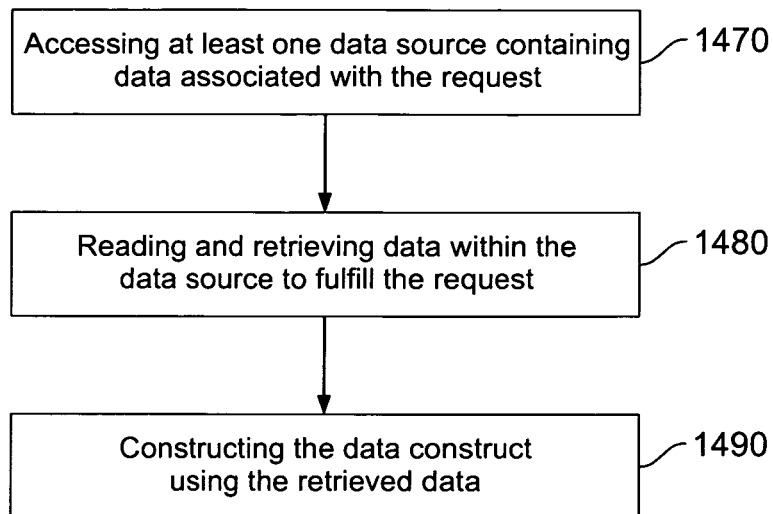 Accessing at least one data source containing
data associated with the request
1470
Reading and retrieving data within the
data source to fulfill the request
1480
Constructing the data construct
using the retrieved data
1490